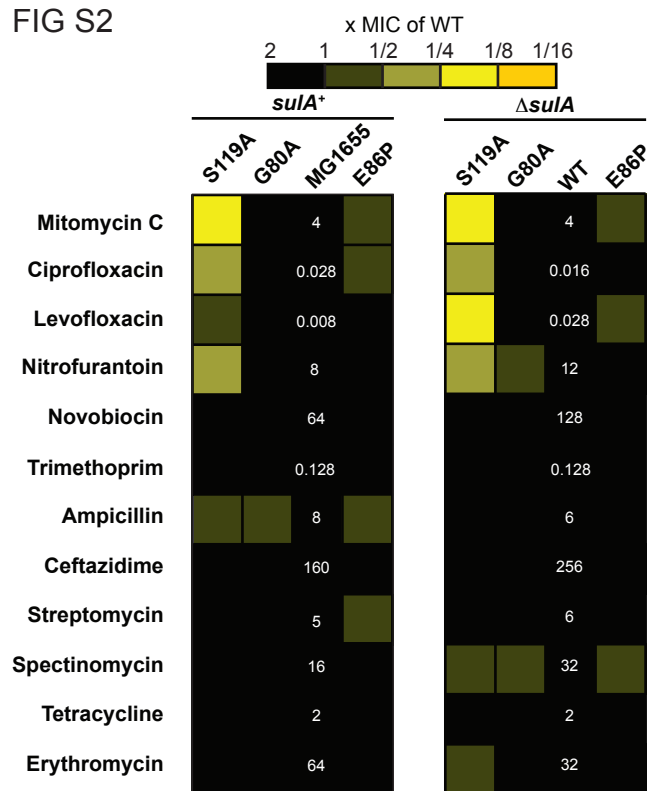 FIG S2
x MIC of WT
2 1 1/2 1/4 1/8 1/16
sulA⁺ ΔsulA
S119A G80A MG1655 E86P S119A G80A WT E86P
Mitomycin C 4 4
Ciprofloxacin 0.028 0.016
Levofloxacin 0.008 0.028
Nitrofurantoin 8 12
Novobiocin 64 128
Trimethoprim 0.128 0.128
Ampicillin 8 6
Ceftazidime 160 256
Streptomycin 5 6
Spectinomycin 16 32
Tetracycline 2 2
Erythromycin 64 32